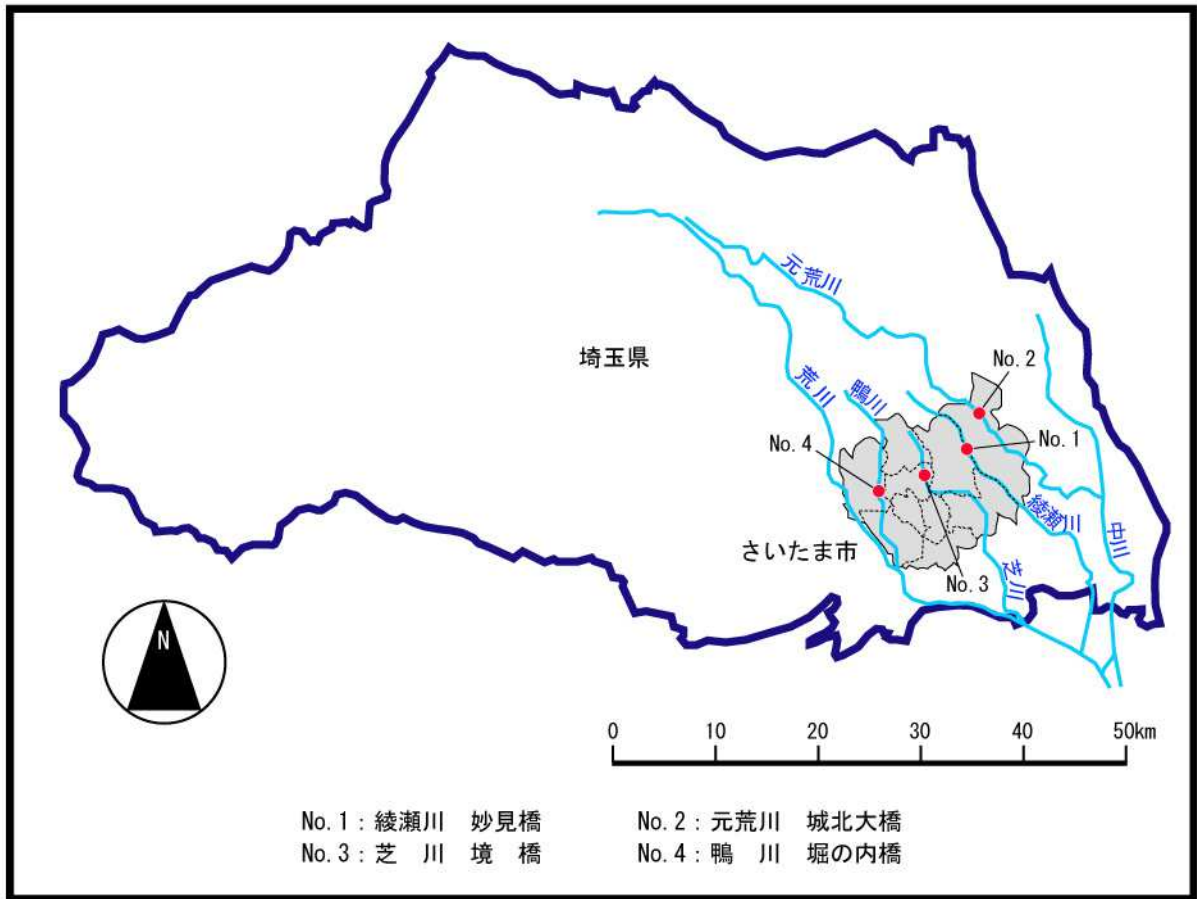 元荒川
埼玉県
No. 2
荒川
鴨川
No. 4
No. 1
綾瀬川
中川
さいたま市
No. 3
芝川
N
0 10 20 30 40 50km
No. 1 : 綾瀬川 妙見橋 No. 2 : 元荒川 城北大橋
No. 3 : 芝 川 境 橋 No. 4 : 鴨 川 堀の内橋